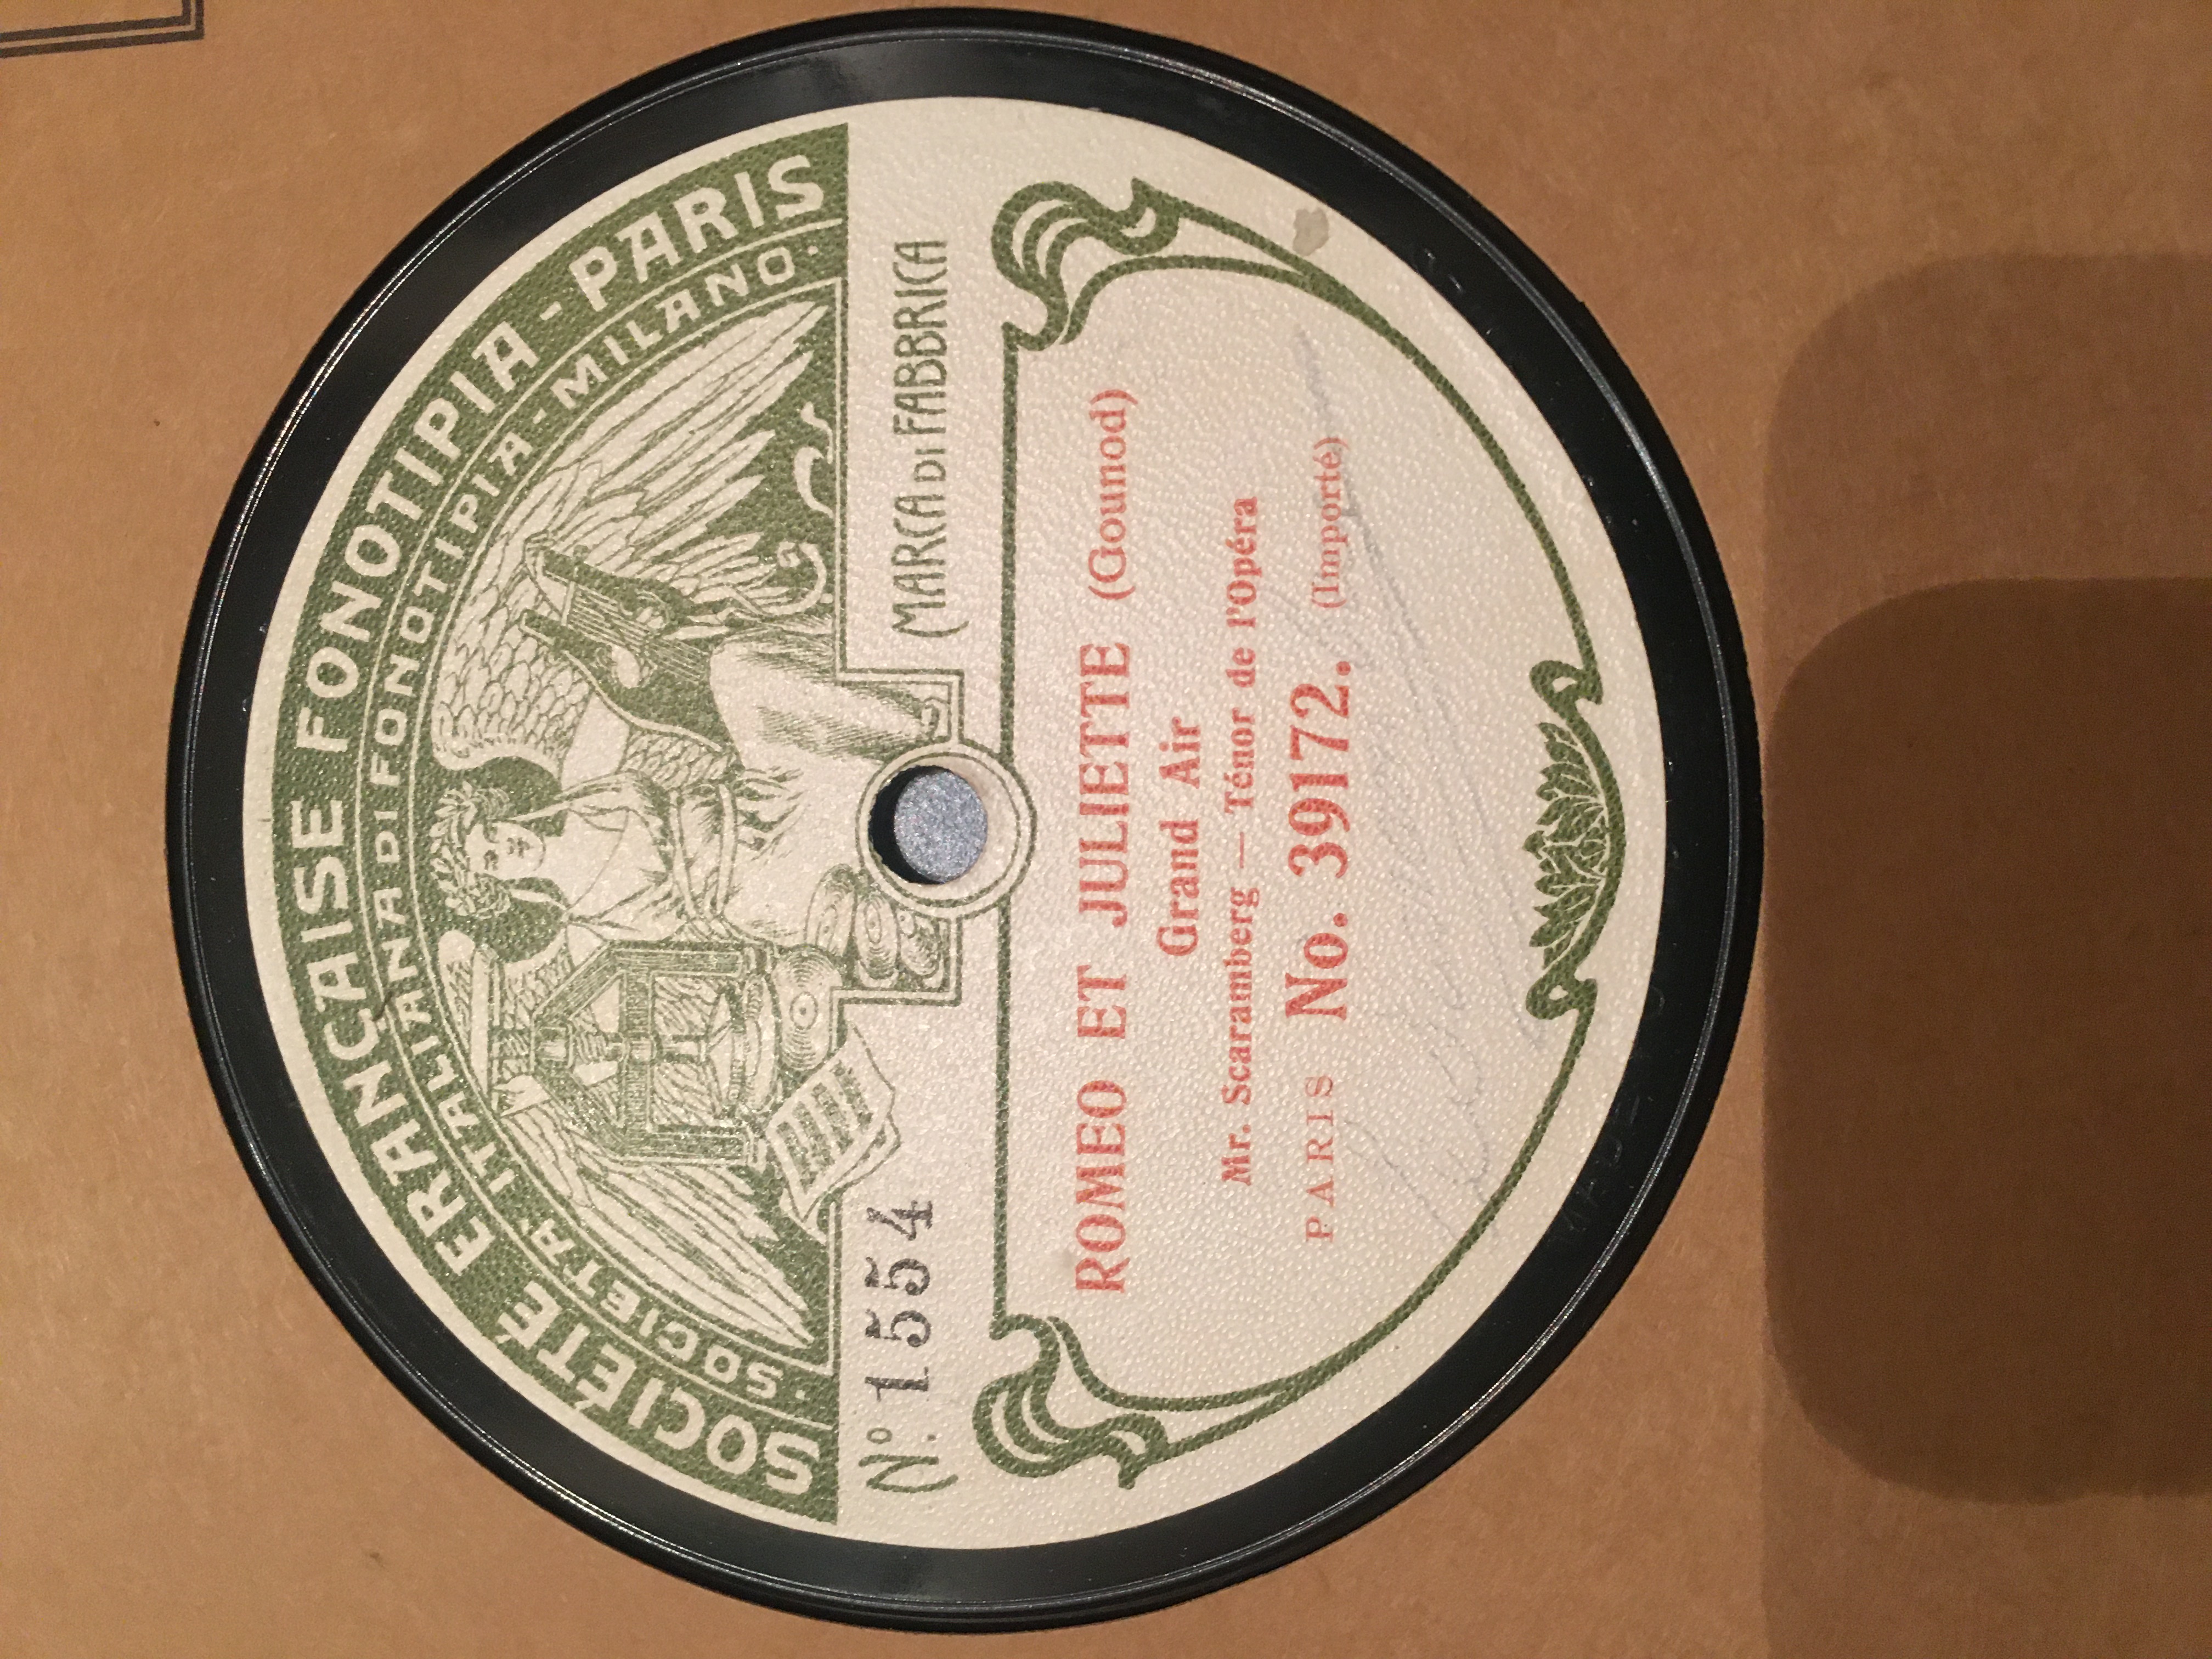 SOCIÉTÉ FRANÇAISE FONOTIPIA - PARIS
· SOCIETA' ITALIANA DI FONOTIPIA - MILANO ·
No. 1554
MARCA DI FABBRICA
ROMEO ET JULIETTE (Gounod)
Grand Air
Mr. Scaramberg — Ténor de l'Opéra
PARIS No. 39172. (Importé)